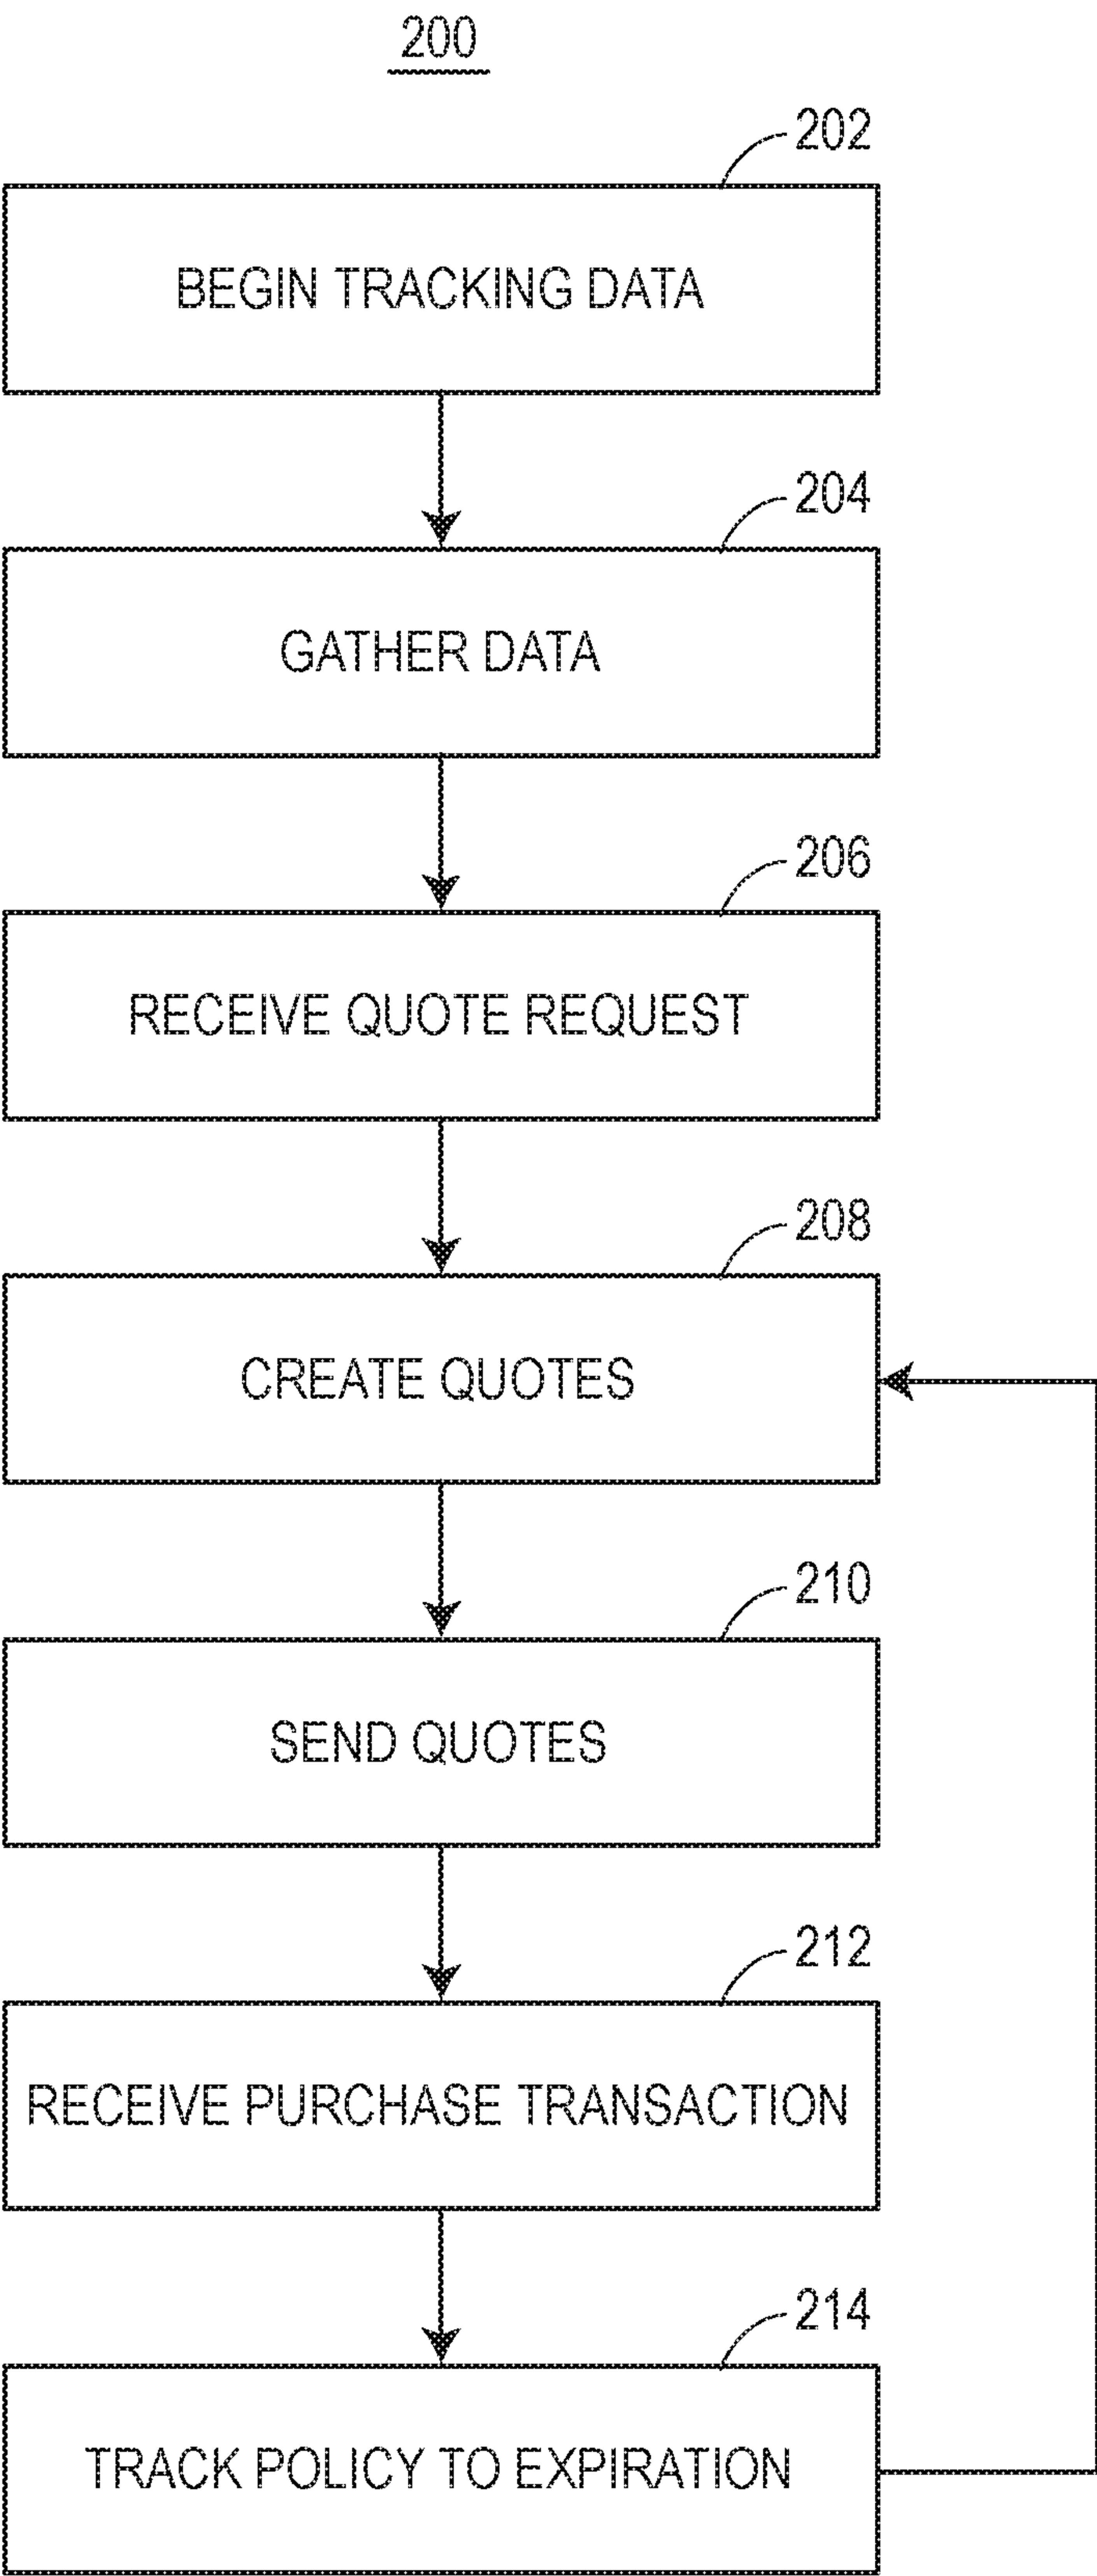 200
202
BEGIN TRACKING DATA
204
GATHER DATA
206
RECEIVE QUOTE REQUEST
208
CREATE QUOTES
210
SEND QUOTES
212
RECEIVE PURCHASE TRANSACTION
214
TRACK POLICY TO EXPIRATION